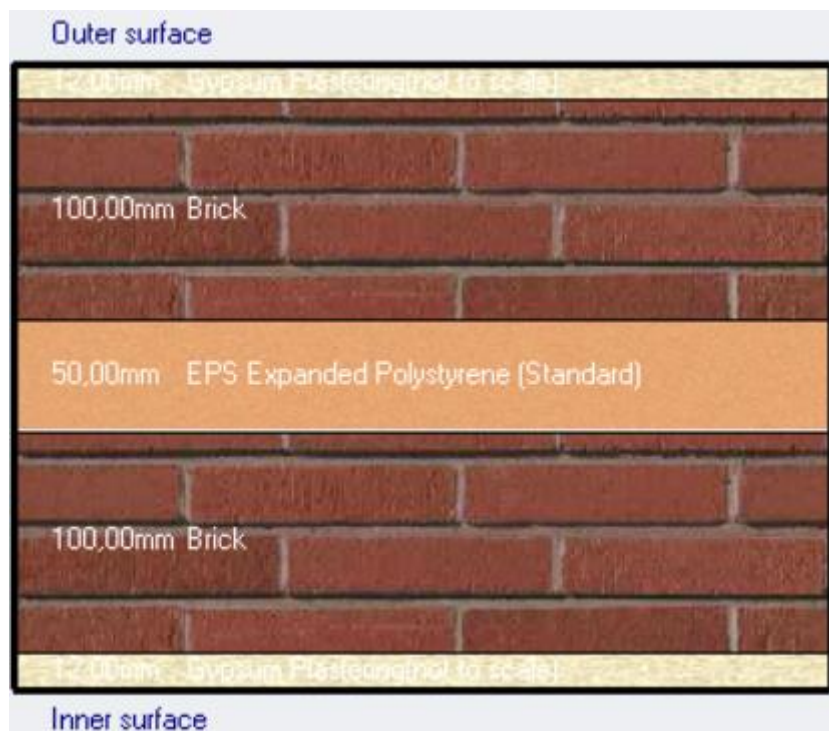 Outer surface
12,00mm Gypsum Plastering(not to scale)
100,00mm Brick
50,00mm EPS Expanded Polystyrene (Standard)
100,00mm Brick
12,00mm Gypsum Plastering(not to scale)
Inner surface